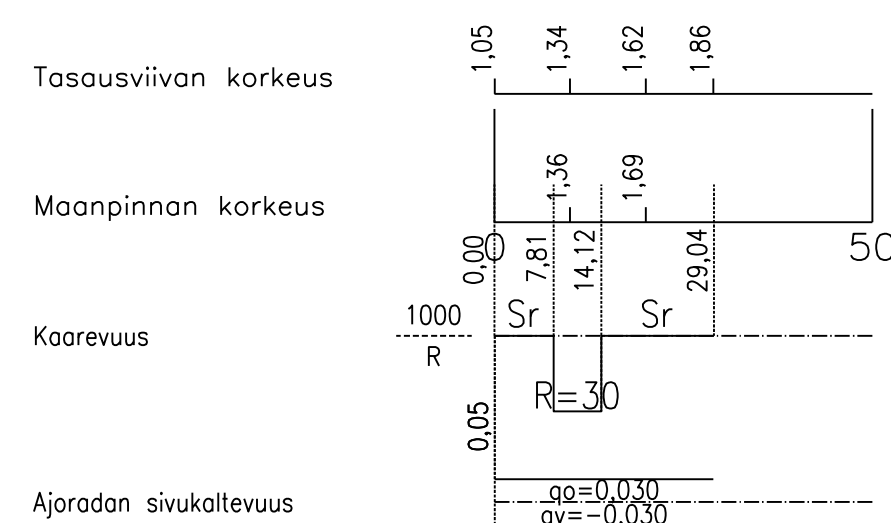 1,05 1,34 1,62 1,86
Tasausviivan korkeus
1,36 1,69
Maanpinnan korkeus
0 50
0,00 7,81 14,12 29,04
1000 Sr Sr
Kaarevuus
R
R=30
0,05
qo=0,030
Ajoradan sivukaltevuus
qv=-0,030